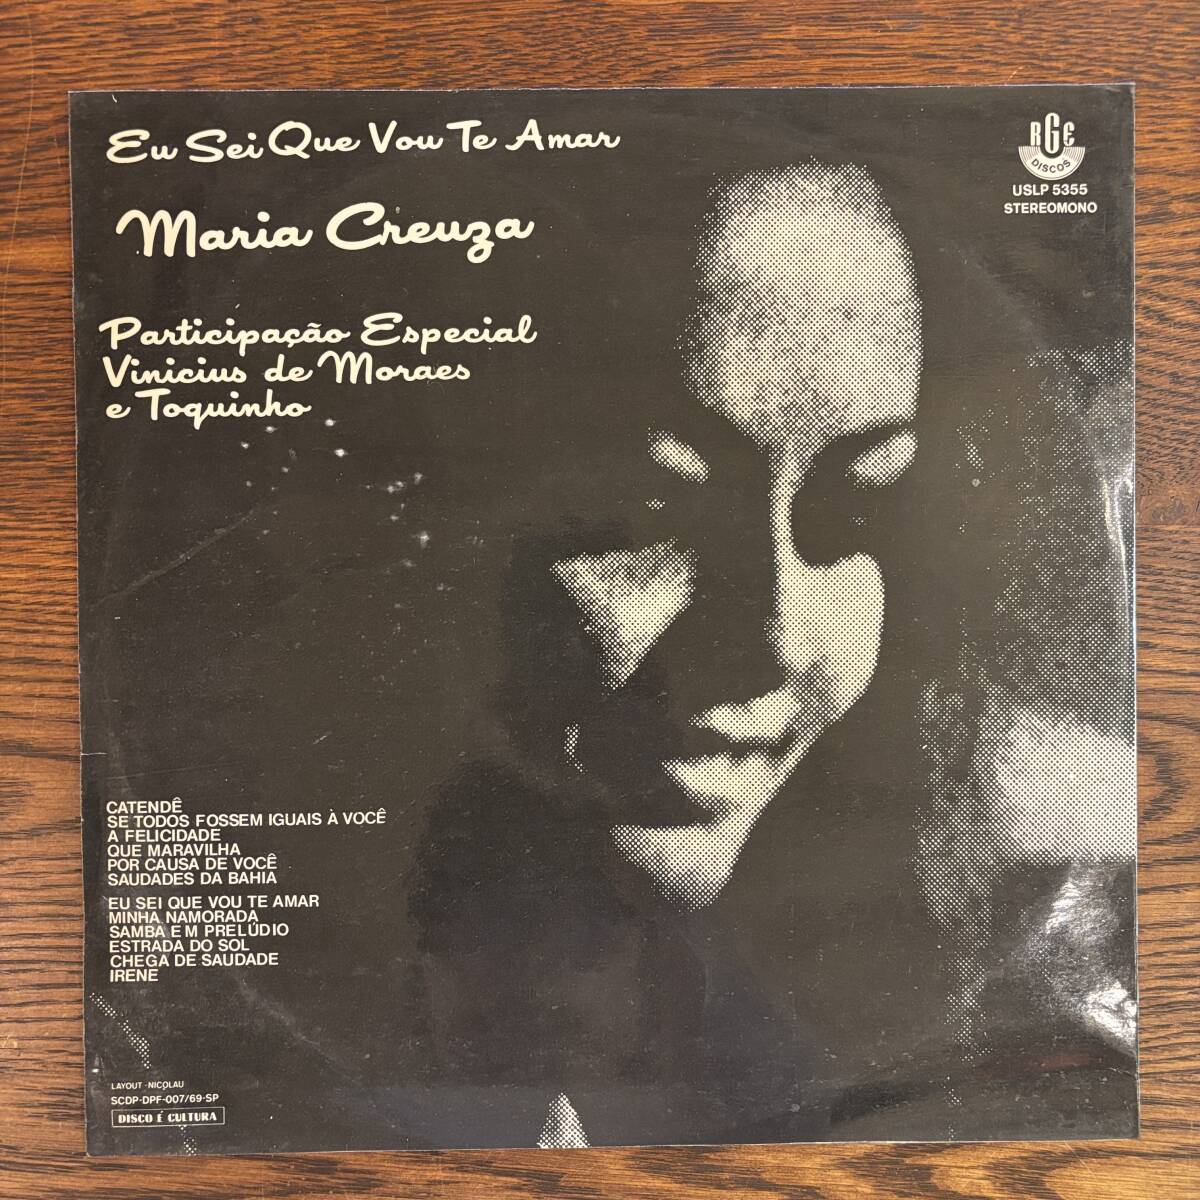 Eu Sei Que Vou Te Amar
Maria Creuza
Participação Especial
Vinicius de Moraes
e Toquinho
RGE
DISCOS
USLP 5355
STEREOMONO
CATENDÊ
SE TODOS FOSSEM IGUAIS À VOCÊ
A FELICIDADE
QUE MARAVILHA
POR CAUSA DE VOCÊ
SAUDADES DA BAHIA
EU SEI QUE VOU TE AMAR
MINHA NAMORADA
SAMBA EM PRELÚDIO
ESTRADA DO SOL
CHEGA DE SAUDADE
IRENE
LAYOUT - NICOLAU
SCDP-DPF-007/69-SP
DISCO É CULTURA